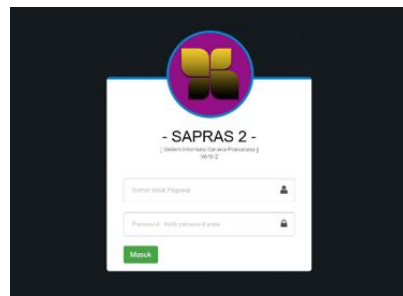 - SAPRAS 2 -
[ Sistem Informasi Sarana Prasarana ]
Versi 2
Nomor Induk Pegawai
Password : Ketik password anda
Masuk